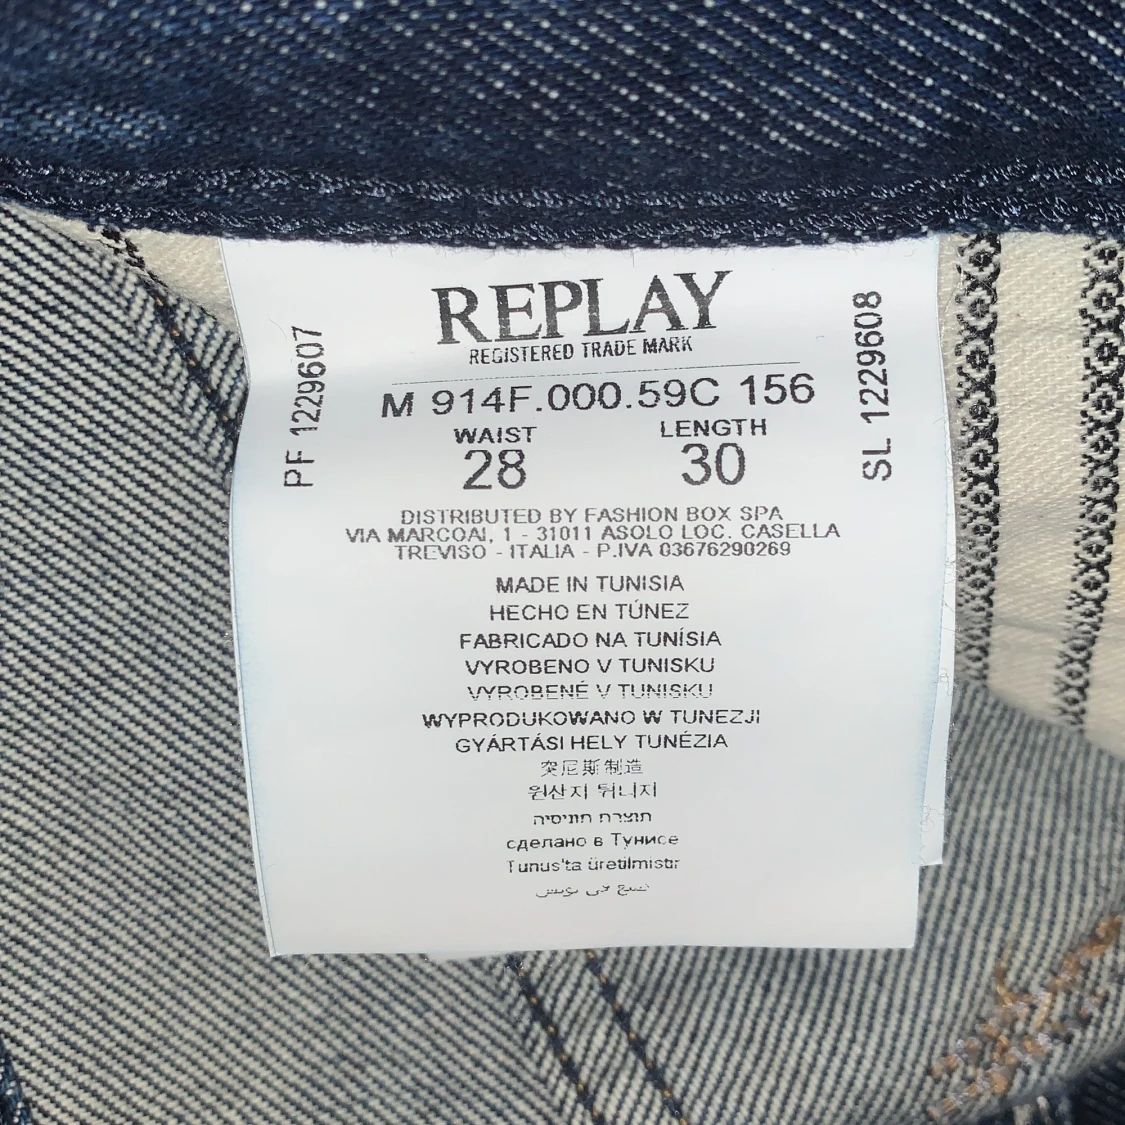 REPLAY
REGISTERED TRADE MARK
M 914F.000.59C 156
WAIST LENGTH
28 30
PF 1229607
SL 1229608
DISTRIBUTED BY FASHION BOX SPA
VIA MARCOAI, 1 - 31011 ASOLO LOC. CASELLA
TREVISO - ITALIA - P.IVA 03676290269
MADE IN TUNISIA
HECHO EN TÚNEZ
FABRICADO NA TUNÍSIA
VYROBENO V TUNISKU
VYROBENÉ V TUNISKU
WYPRODUKOWANO W TUNEZJI
GYÁRTÁSI HELY TUNÉZIA
突尼斯制造
원산지 튀니지
תוצרת תוניסיה
сделано в Тунисе
Tunus'ta üretilmistir